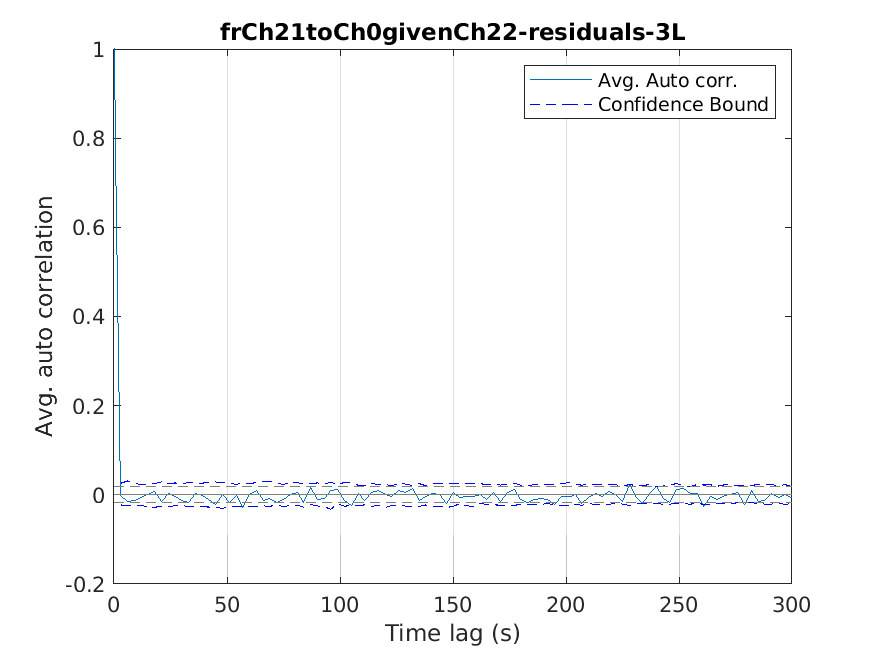 frCh21toCh0givenCh22-residuals-3L
Avg. Auto corr.
Confidence Bound
Avg. auto correlation
1
0.8
0.6
0.4
0.2
0
-0.2
0 50 100 150 200 250 300
Time lag (s)